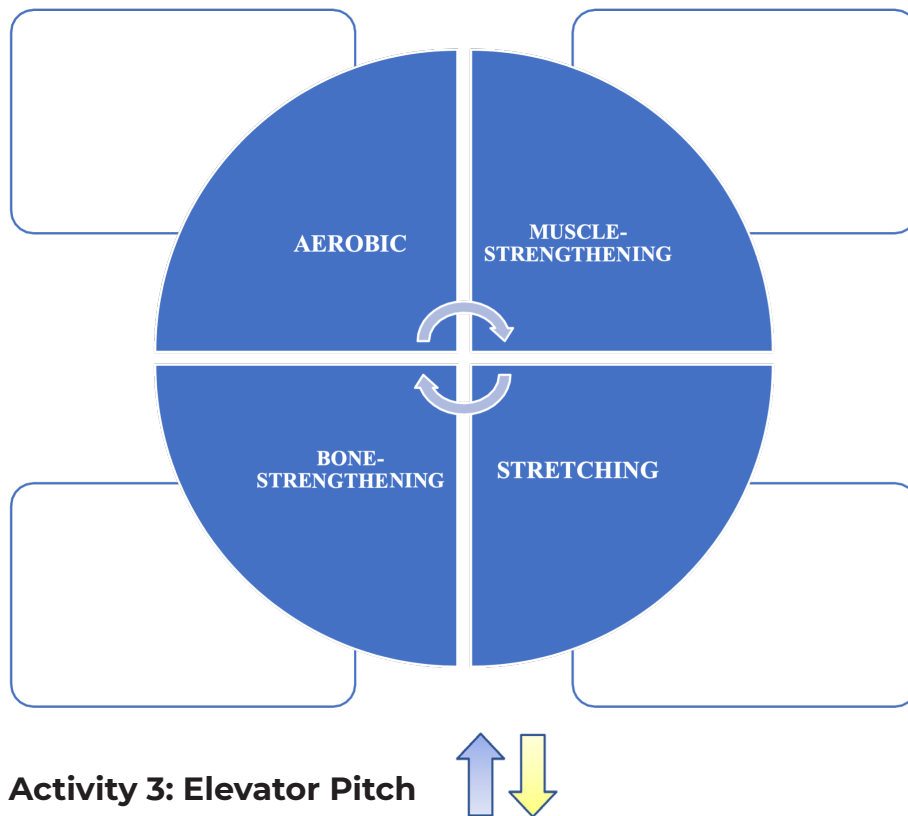 AEROBIC
MUSCLE-
STRENGTHENING
BONE-
STRENGTHENING
STRETCHING
Activity 3: Elevator Pitch